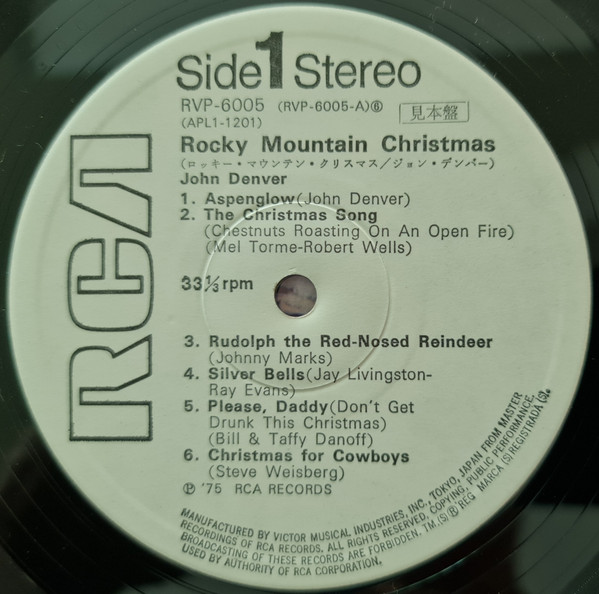 Side 1 Stereo
RVP-6005 (RVP-6005-A)⑥ 見本盤
(APL1-1201)
Rocky Mountain Christmas
(ロッキー・マウンテン・クリスマス/ジョン・デンバー)
John Denver
1. Aspenglow(John Denver)
2. The Christmas Song
(Chestnuts Roasting On An Open Fire)
(Mel Torme-Robert Wells)
33⅓rpm
3. Rudolph the Red-Nosed Reindeer
(Johnny Marks)
4. Silver Bells(Jay Livingston-
Ray Evans)
5. Please, Daddy(Don't Get
Drunk This Christmas)
(Bill & Taffy Danoff)
6. Christmas for Cowboys
(Steve Weisberg)
℗ '75 RCA RECORDS
RCA
MANUFACTURED BY VICTOR MUSICAL INDUSTRIES, INC., TOKYO, JAPAN FROM MASTER
RECORDINGS OF RCA RECORDS. ALL RIGHTS RESERVED. COPYING, PUBLIC PERFORMANCE,
BROADCASTING OF THESE RECORDS ARE FORBIDDEN. TM.(S) ® REG MARCA (S) REGISTRADA (S).
USED BY AUTHORITY OF RCA CORPORATION.